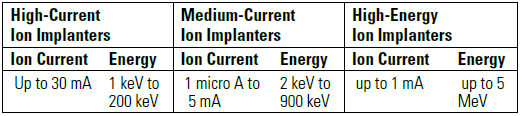 High-Current
Ion Implanters
Medium-Current
Ion Implanters
High-Energy
Ion Implanters
Ion Current Energy Ion Current Energy Ion Current Energy
Up to 30 mA 1 keV to
200 keV
1 micro A to
5 mA
2 keV to
900 keV
up to 1 mA
up to 5
MeV